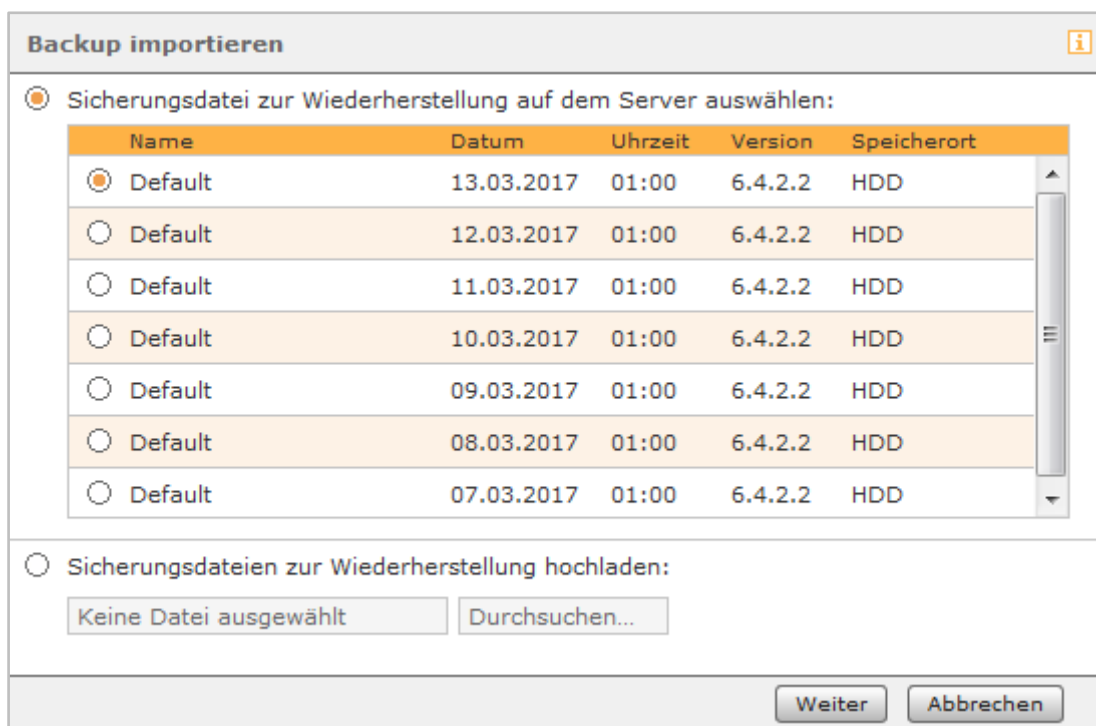 Backup importieren
Sicherungsdatei zur Wiederherstellung auf dem Server auswählen:
Name Datum Uhrzeit Version Speicherort
Default 13.03.2017 01:00 6.4.2.2 HDD
Default 12.03.2017 01:00 6.4.2.2 HDD
Default 11.03.2017 01:00 6.4.2.2 HDD
Default 10.03.2017 01:00 6.4.2.2 HDD
Default 09.03.2017 01:00 6.4.2.2 HDD
Default 08.03.2017 01:00 6.4.2.2 HDD
Default 07.03.2017 01:00 6.4.2.2 HDD
Sicherungsdateien zur Wiederherstellung hochladen:
Keine Datei ausgewählt Durchsuchen...
Weiter Abbrechen